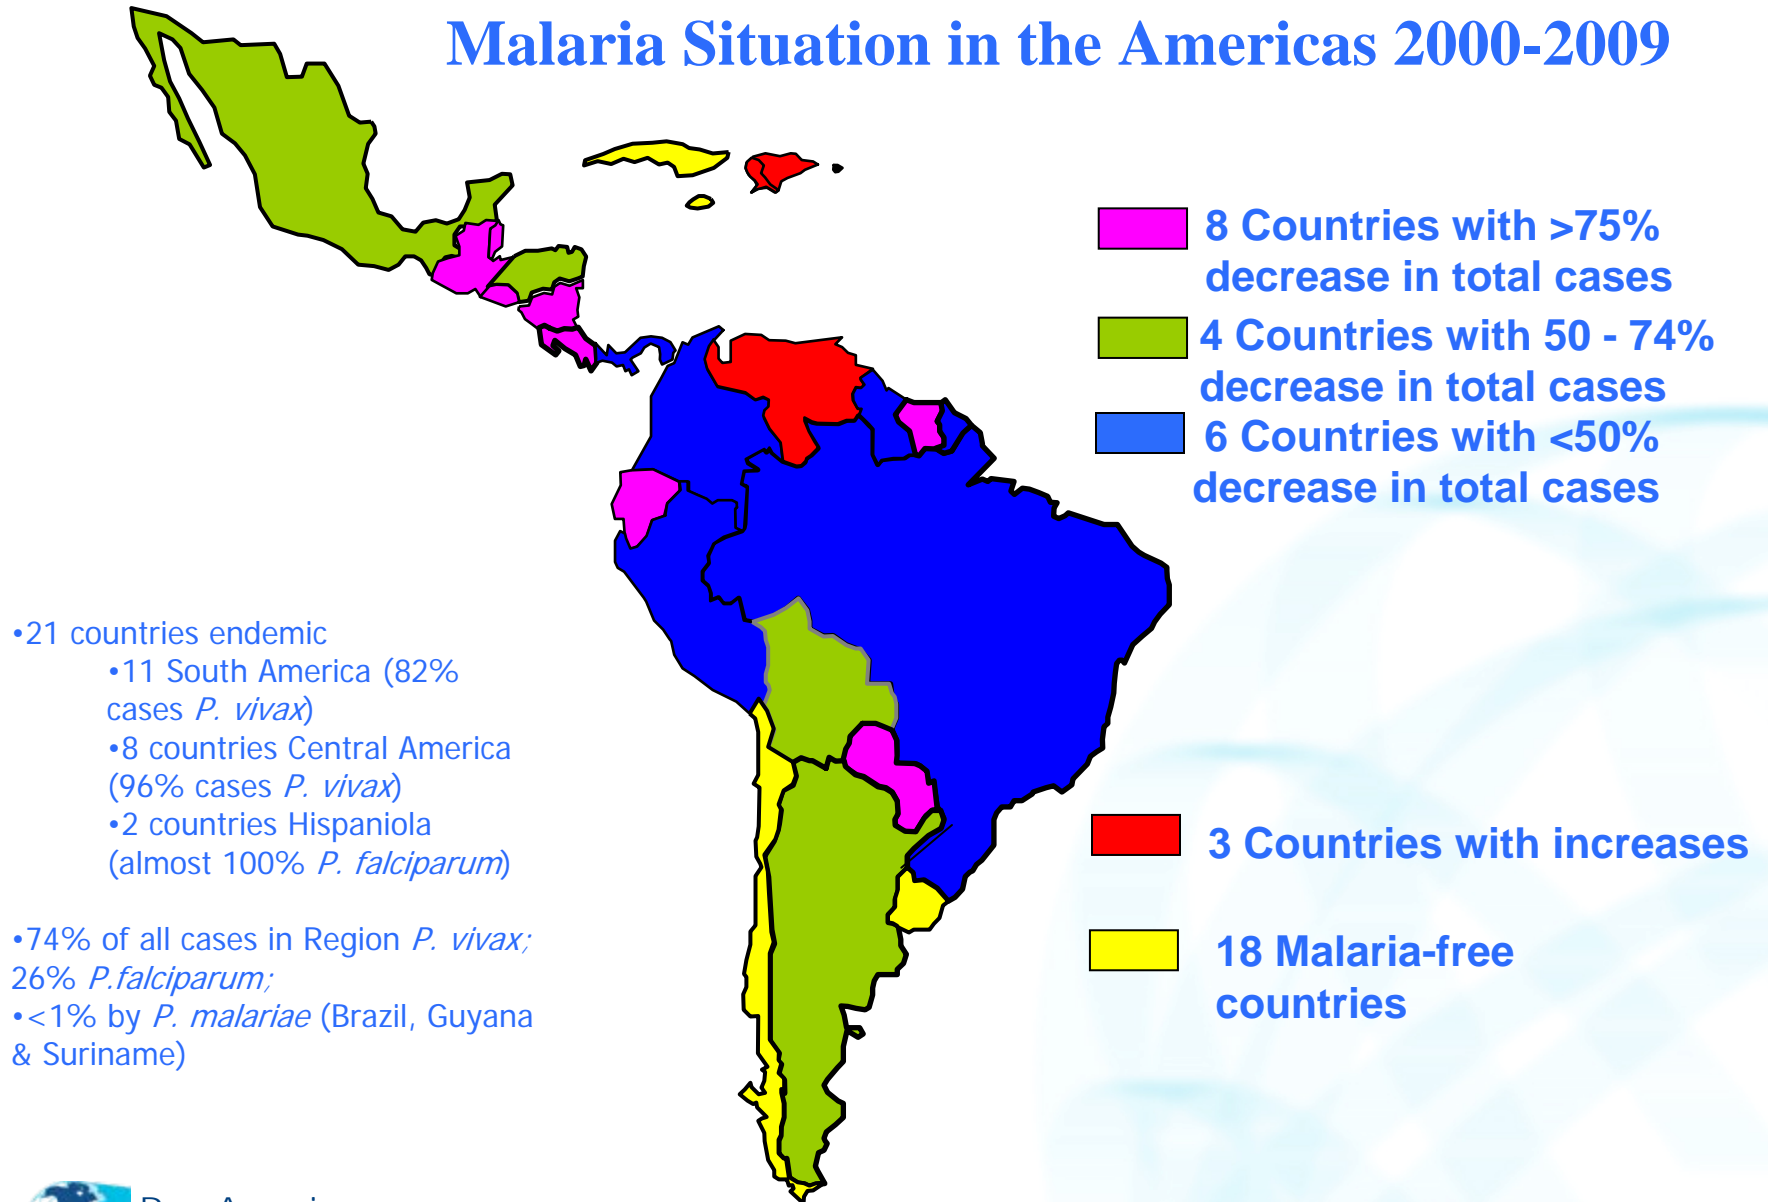 Malaria Situation in the Americas 2000-2009
8 Countries with >75%
decrease in total cases
4 Countries with 50 - 74%
decrease in total cases
6 Countries with <50%
decrease in total cases
•21 countries endemic
•11 South America (82%
cases P. vivax)
•8 countries Central America
(96% cases P. vivax)
•2 countries Hispaniola
(almost 100% P. falciparum)
•74% of all cases in Region P. vivax;
26% P.falciparum;
•<1% by P. malariae (Brazil, Guyana
& Suriname)
3 Countries with increases
18 Malaria-free
countries